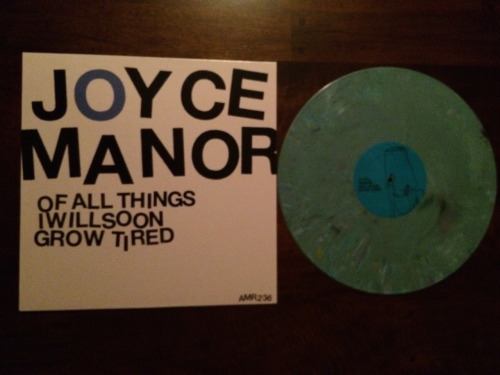 JOYCE
MANOR
OF ALL THINGS
I WILL SOON
GROW TIRED
AMR236